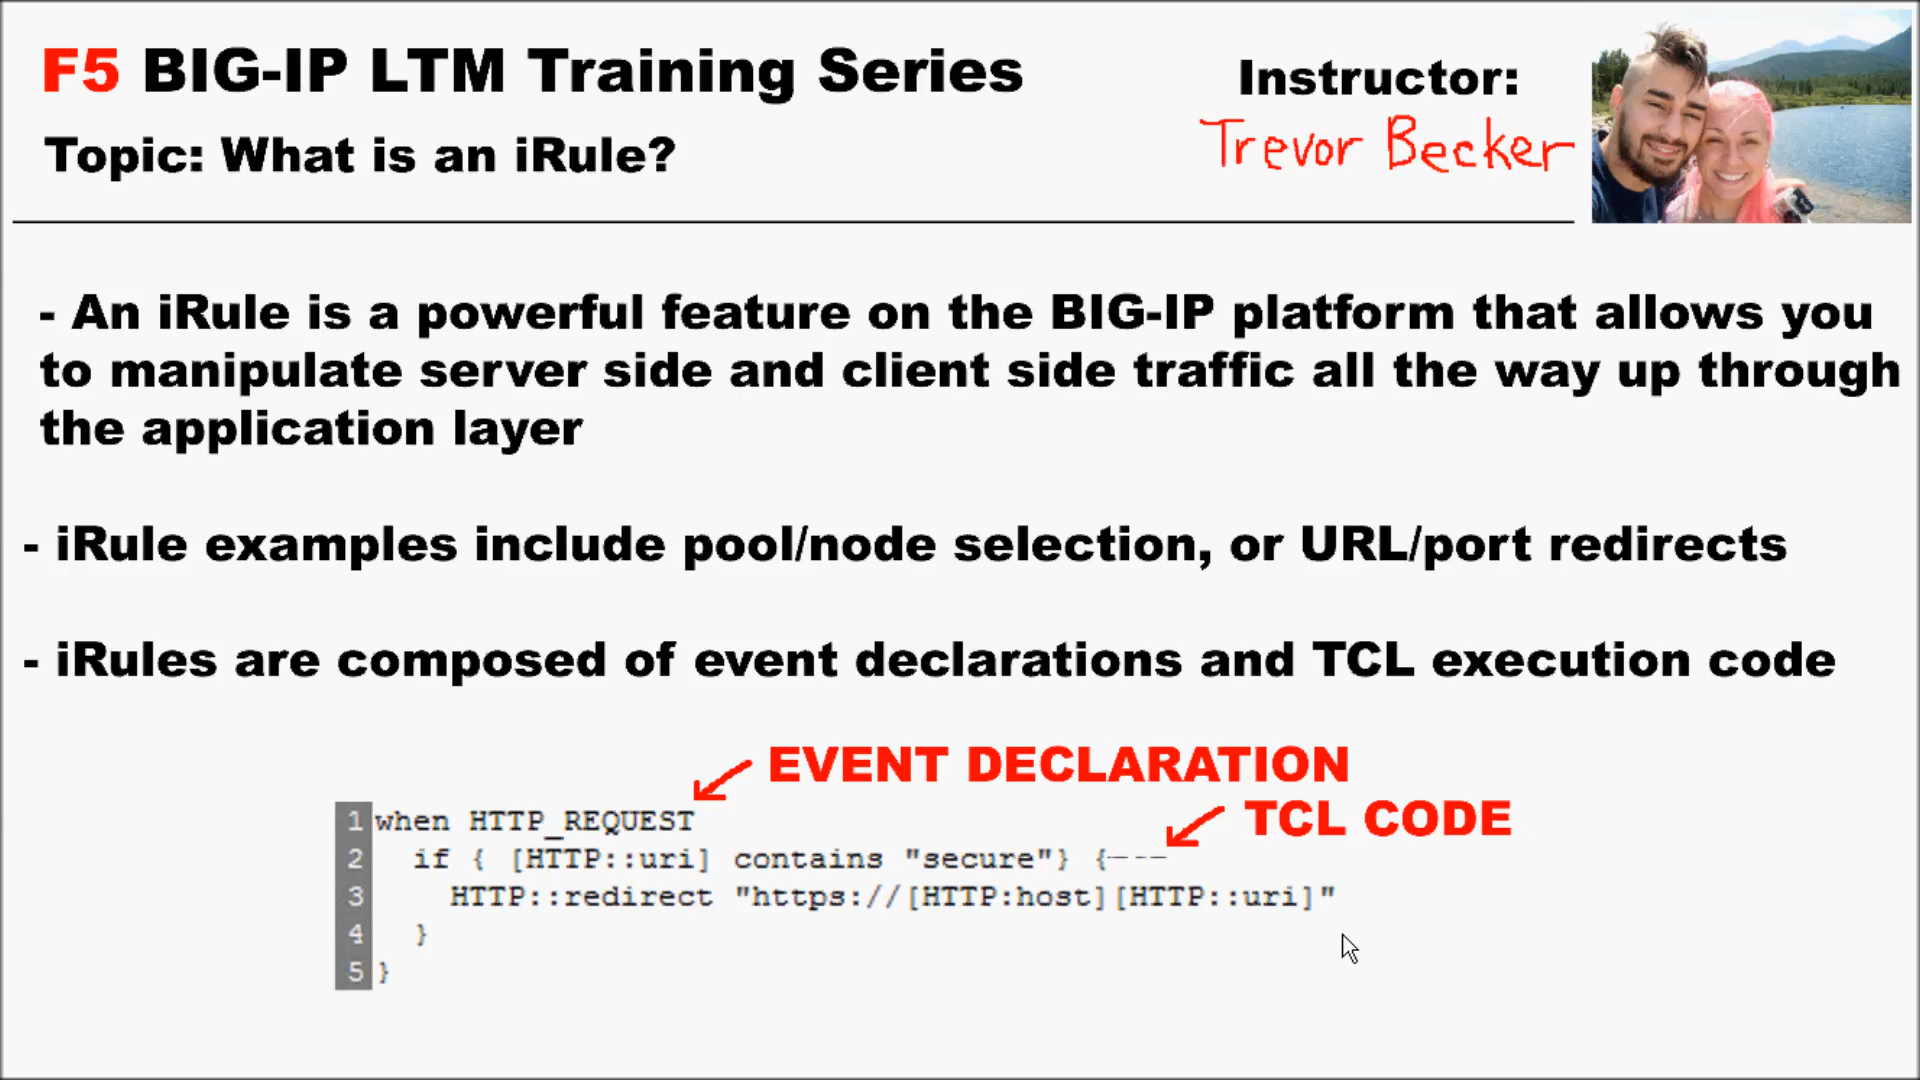 F5 BIG-IP LTM Training Series
Topic: What is an iRule?
Instructor:
Trevor Becker
- An iRule is a powerful feature on the BIG-IP platform that allows you
to manipulate server side and client side traffic all the way up through
the application layer
- iRule examples include pool/node selection, or URL/port redirects
- iRules are composed of event declarations and TCL execution code
EVENT DECLARATION
TCL CODE
1 when HTTP_REQUEST
2 if { [HTTP::uri] contains "secure"} {
3 HTTP::redirect "https://[HTTP:host][HTTP::uri]"
4 }
5 }